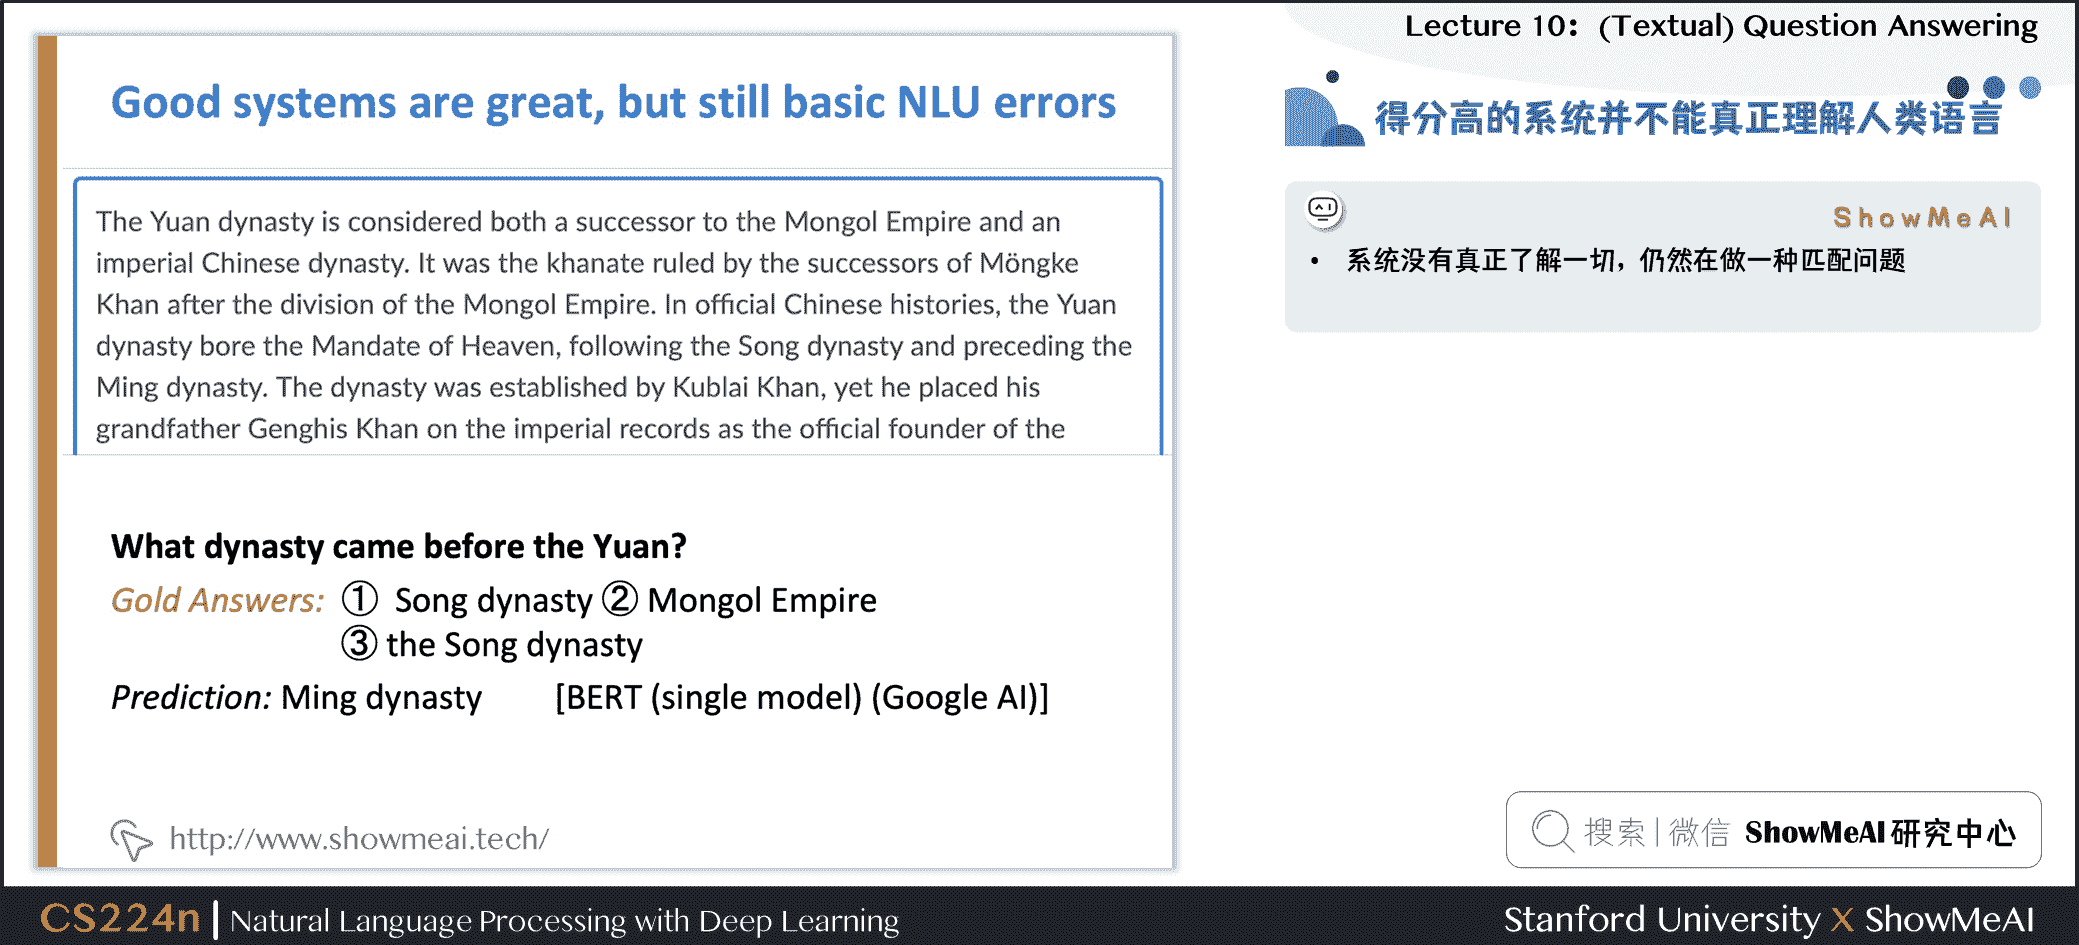 Lecture 10: (Textual) Question Answering
Good systems are great, but still basic NLU errors
The Yuan dynasty is considered both a successor to the Mongol Empire and an
imperial Chinese dynasty. It was the khanate ruled by the successors of Möngke
Khan after the division of the Mongol Empire. In official Chinese histories, the Yuan
dynasty bore the Mandate of Heaven, following the Song dynasty and preceding the
Ming dynasty. The dynasty was established by Kublai Khan, yet he placed his
grandfather Genghis Khan on the imperial records as the official founder of the
What dynasty came before the Yuan?
Gold Answers: ① Song dynasty ② Mongol Empire
③ the Song dynasty
Prediction: Ming dynasty [BERT (single model) (Google AI)]
http://www.showmeai.tech/
得分高的系统并不能真正理解人类语言
ShowMeAI
• 系统没有真正了解一切，仍然在做一种匹配问题
搜索 | 微信 ShowMeAI 研究中心
CS224n | Natural Language Processing with Deep Learning
Stanford University X ShowMeAI